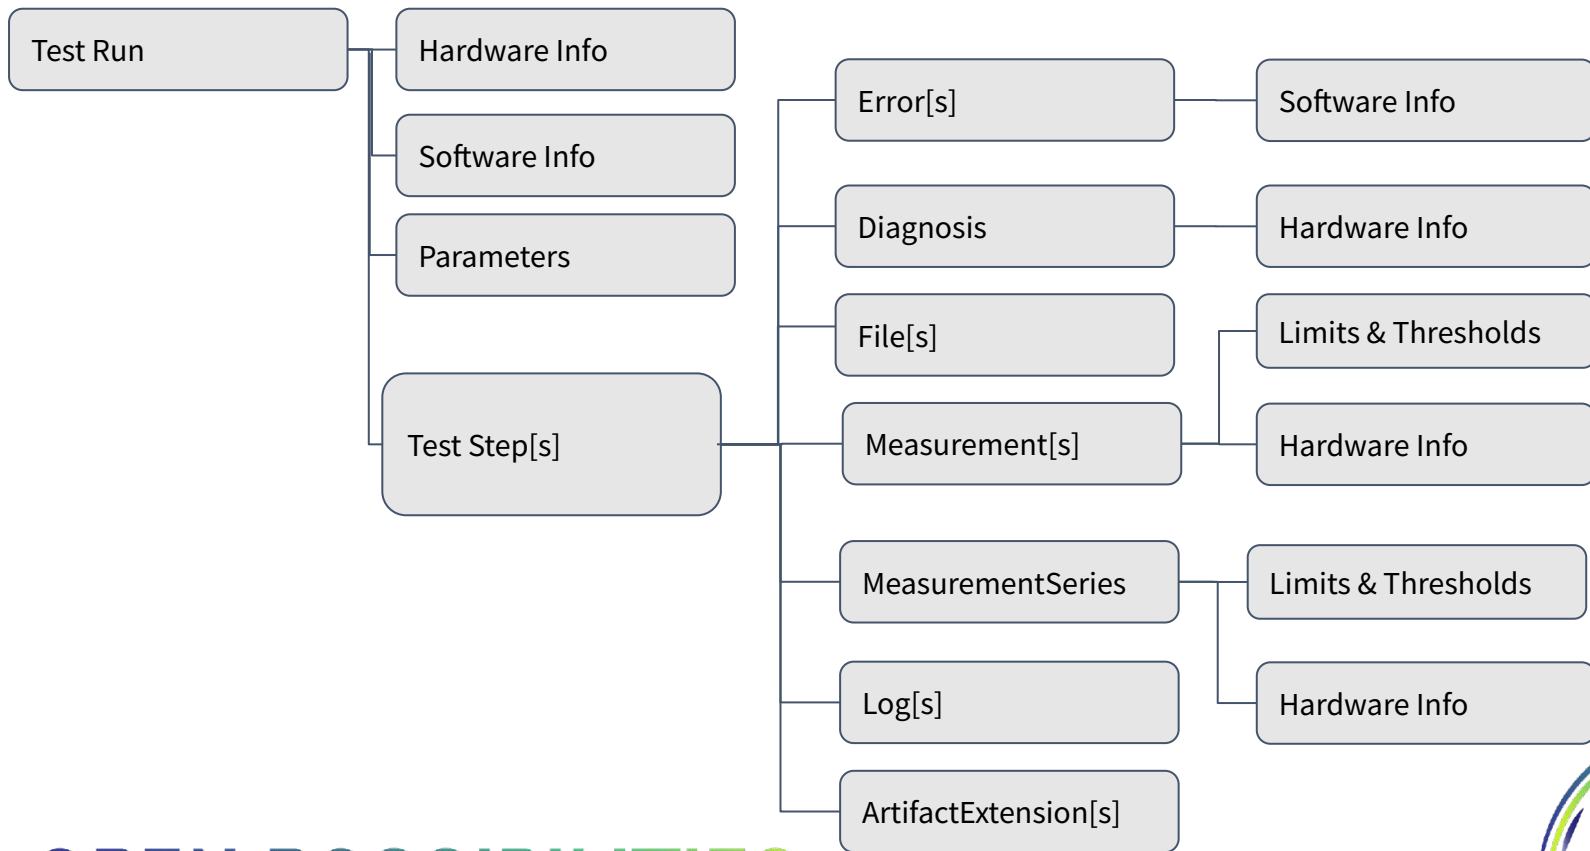 Test Run
Hardware Info
Software Info
Parameters
Test Step[s]
Error[s]
Software Info
Diagnosis
Hardware Info
File[s]
Limits & Thresholds
Measurement[s]
Hardware Info
MeasurementSeries
Limits & Thresholds
Log[s]
Hardware Info
ArtifactExtension[s]